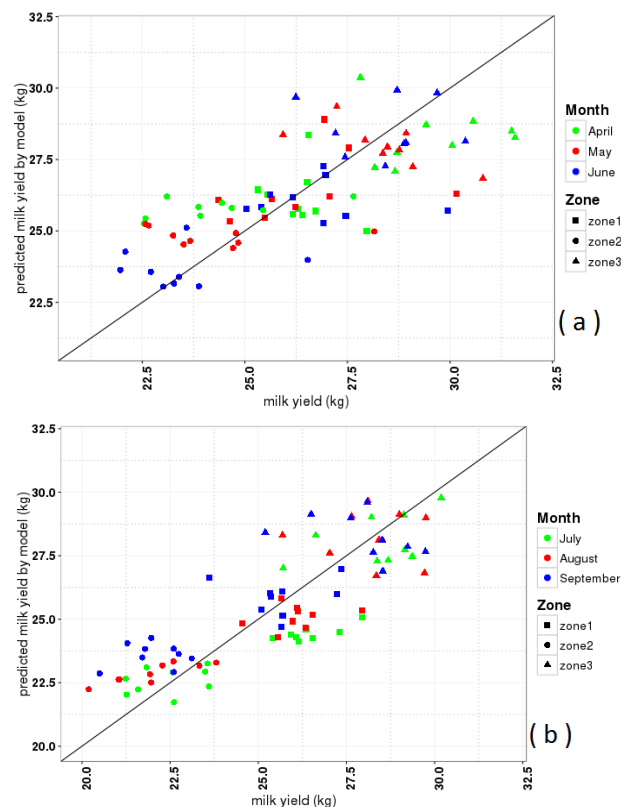 32.5
30.0
27.5
25.0
22.5
predicted milk yield by model (kg)
22.5
25.0
27.5
30.0
32.5
milk yield (kg)
Month
April
May
June
Zone
zone1
zone2
zone3
( a )
32.5
30.0
27.5
25.0
22.5
20.0
predicted milk yield by model (kg)
20.0
22.5
25.0
27.5
30.0
32.5
milk yield (kg)
Month
July
August
September
Zone
zone1
zone2
zone3
( b )